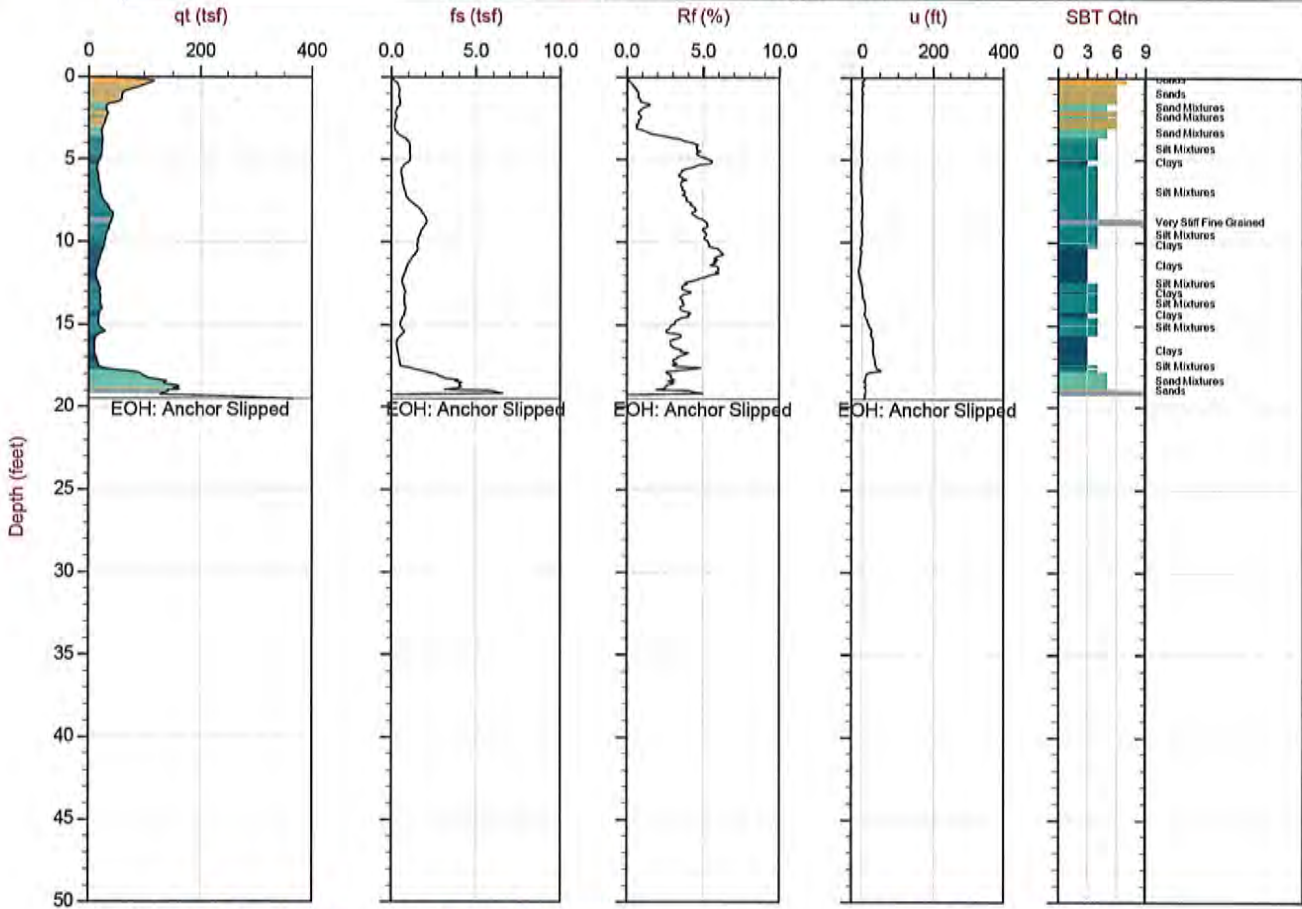 qt (tsf) fs (tsf) Rf (%) u (ft) SBT Qtn
0 200 400 0.0 5.0 10.0 0.0 5.0 10.0 0 200 400 0 3 6 9
0
Sands
Sands
Sand Mixtures
Sand Mixtures
Sand Mixtures
Silt Mixtures
5
Clays
Silt Mixtures
Very Stiff Fine Grained
Silt Mixtures
10
Clays
Clays
Silt Mixtures
Clays
Silt Mixtures
Clays
15
Silt Mixtures
Clays
Silt Mixtures
Sand Mixtures
Sands
20
EOH: Anchor Slipped EOH: Anchor Slipped EOH: Anchor Slipped EOH: Anchor Slipped
25
Depth (feet)
30
35
40
45
50